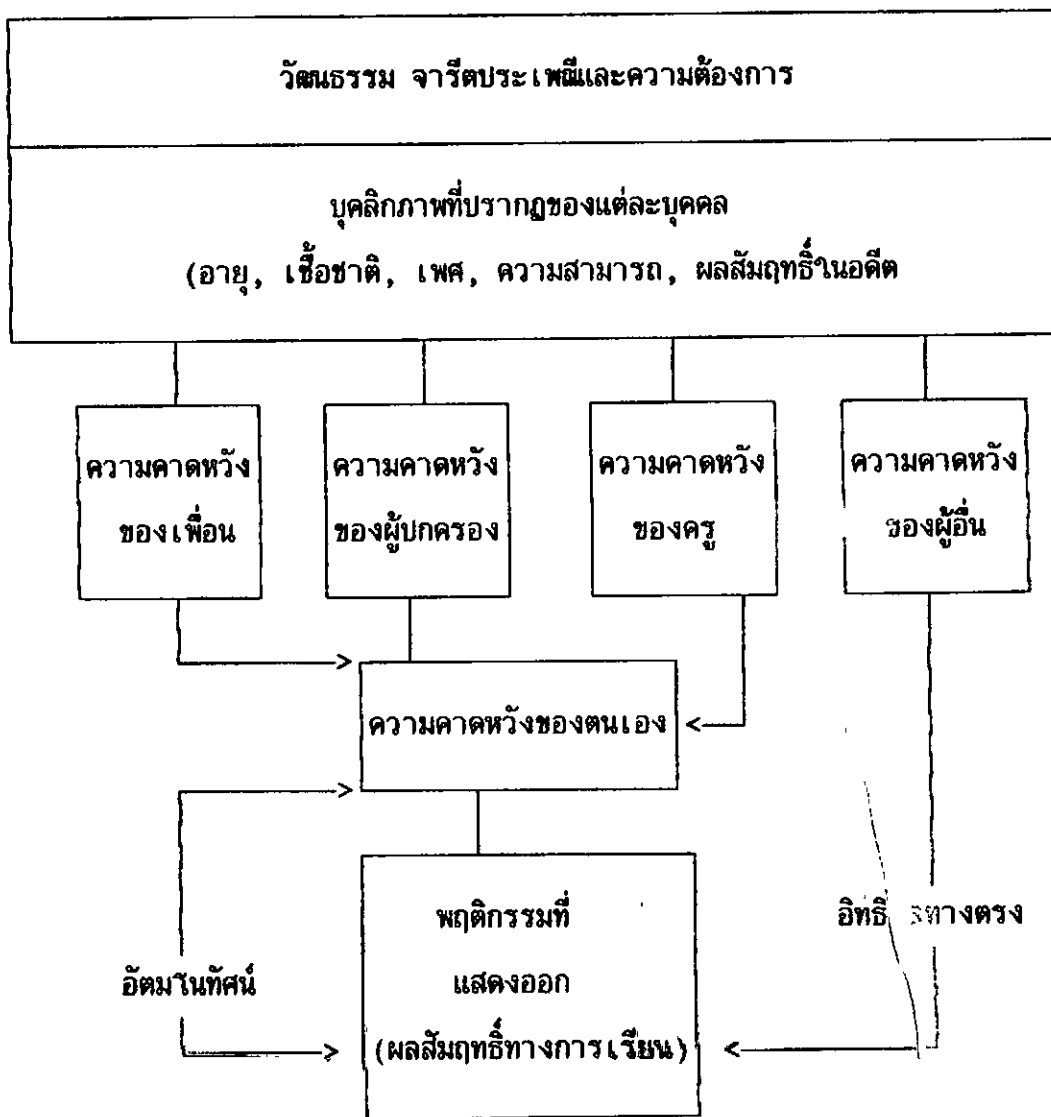 วัฒนธรรม จารีตประเพณีและความต้องการ
บุคลิกภาพที่ปรากฏของแต่ละบุคคล
(อายุ, เชื้อชาติ, เพศ, ความสามารถ, ผลสัมฤทธิ์ในอดีต
ความคาดหวัง
ของเพื่อน
ความคาดหวัง
ของผู้ปกครอง
ความคาดหวัง
ของครู
ความคาดหวัง
ของผู้อื่น
ความคาดหวังของตนเอง
พฤติกรรมที่
แสดงออก
(ผลสัมฤทธิ์ทางการเรียน)
อัตมโนทัศน์
ทางตรง